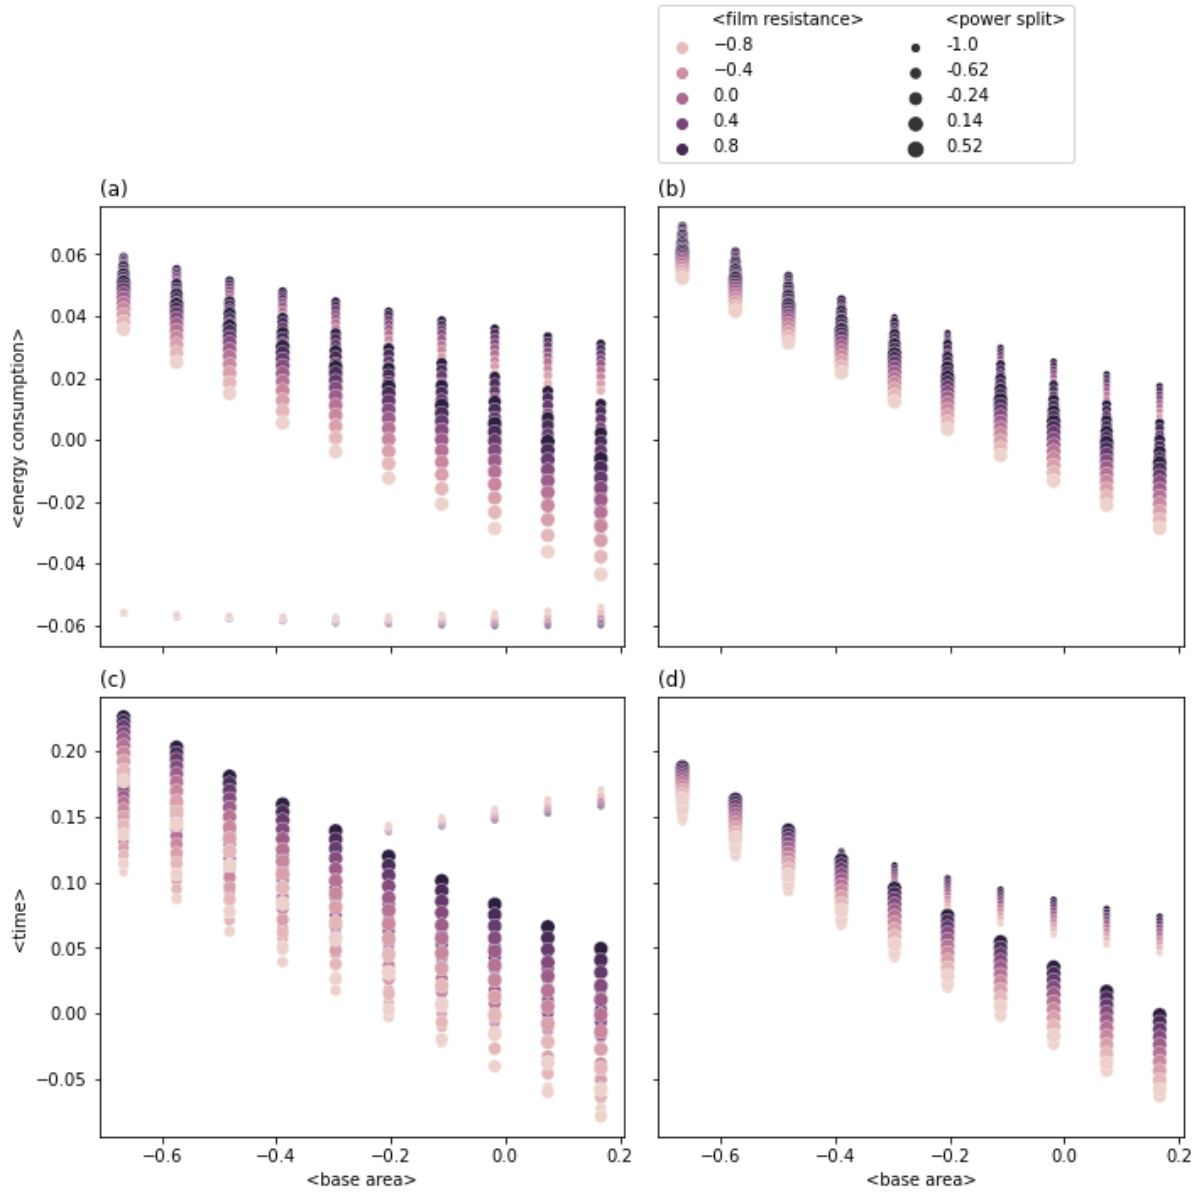 <film resistance> <power split>
−0.8 -1.0
−0.4 -0.62
0.0 -0.24
0.4 0.14
0.8 0.52
(a) (b)
0.06
0.04
0.02
0.00
−0.02
−0.04
−0.06
<energy consumption>
(c) (d)
0.20
0.15
0.10
0.05
0.00
−0.05
<time>
−0.6 −0.4 −0.2 0.0 0.2 −0.6 −0.4 −0.2 0.0 0.2
<base area> <base area>